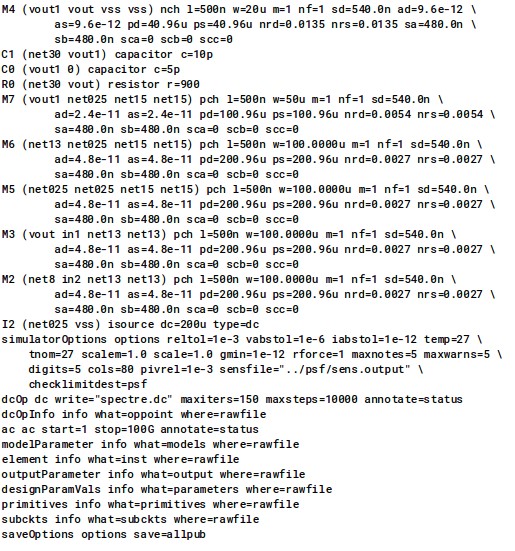 M4 (vout1 vout vss vss) nch l=500n w=20u m=1 nf=1 sd=540.0n ad=9.6e-12 \
as=9.6e-12 pd=40.96u ps=40.96u nrd=0.0135 nrs=0.0135 sa=480.0n \
sb=480.0n sca=0 scb=0 scc=0
C1 (net30 vout1) capacitor c=10p
C0 (vout1 0) capacitor c=5p
R0 (net30 vout) resistor r=900
M7 (vout1 net025 net15 net15) pch l=500n w=50u m=1 nf=1 sd=540.0n \
ad=2.4e-11 as=2.4e-11 pd=100.96u ps=100.96u nrd=0.0054 nrs=0.0054 \
sa=480.0n sb=480.0n sca=0 scb=0 scc=0
M6 (net13 net025 net15 net15) pch l=500n w=100.0000u m=1 nf=1 sd=540.0n \
ad=4.8e-11 as=4.8e-11 pd=200.96u ps=200.96u nrd=0.0027 nrs=0.0027 \
sa=480.0n sb=480.0n sca=0 scb=0 scc=0
M5 (net025 net025 net15 net15) pch l=500n w=100.0000u m=1 nf=1 sd=540.0n \
ad=4.8e-11 as=4.8e-11 pd=200.96u ps=200.96u nrd=0.0027 nrs=0.0027 \
sa=480.0n sb=480.0n sca=0 scb=0 scc=0
M3 (vout in1 net13 net13) pch l=500n w=100.0000u m=1 nf=1 sd=540.0n \
ad=4.8e-11 as=4.8e-11 pd=200.96u ps=200.96u nrd=0.0027 nrs=0.0027 \
sa=480.0n sb=480.0n sca=0 scb=0 scc=0
M2 (net8 in2 net13 net13) pch l=500n w=100.0000u m=1 nf=1 sd=540.0n \
ad=4.8e-11 as=4.8e-11 pd=200.96u ps=200.96u nrd=0.0027 nrs=0.0027 \
sa=480.0n sb=480.0n sca=0 scb=0 scc=0
I2 (net025 vss) isource dc=200u type=dc
simulatorOptions options reltol=1e-3 vabstol=1e-6 iabstol=1e-12 temp=27 \
tnom=27 scalem=1.0 scale=1.0 gmin=1e-12 rforce=1 maxnotes=5 maxwarns=5 \
digits=5 cols=80 pivrel=1e-3 sensfile="../psf/sens.output" \
checklimitdest=psf
dcOp dc write="spectre.dc" maxiters=150 maxsteps=10000 annotate=status
dcOpInfo info what=oppoint where=rawfile
ac ac start=1 stop=100G annotate=status
modelParameter info what=models where=rawfile
element info what=inst where=rawfile
outputParameter info what=output where=rawfile
designParamVals info what=parameters where=rawfile
primitives info what=primitives where=rawfile
subckts info what=subckts where=rawfile
saveOptions options save=allpub